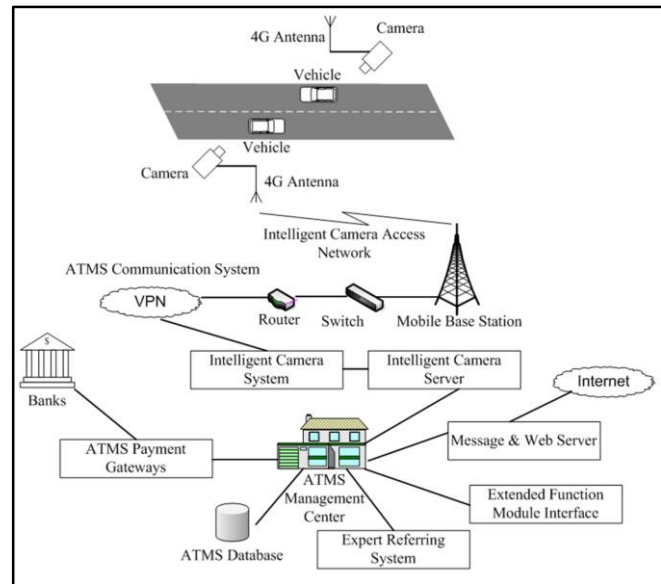 4G Antenna
Camera
Vehicle
Vehicle
Camera
4G Antenna
Intelligent Camera Access
Network
ATMS Communication System
VPN
Router
Switch
Mobile Base Station
Intelligent Camera
System
Intelligent Camera
Server
$
Banks
Internet
ATMS Payment
Gateways
Message & Web Server
ATMS
Management
Center
Extended Function
Module Interface
ATMS Database
Expert Referring
System